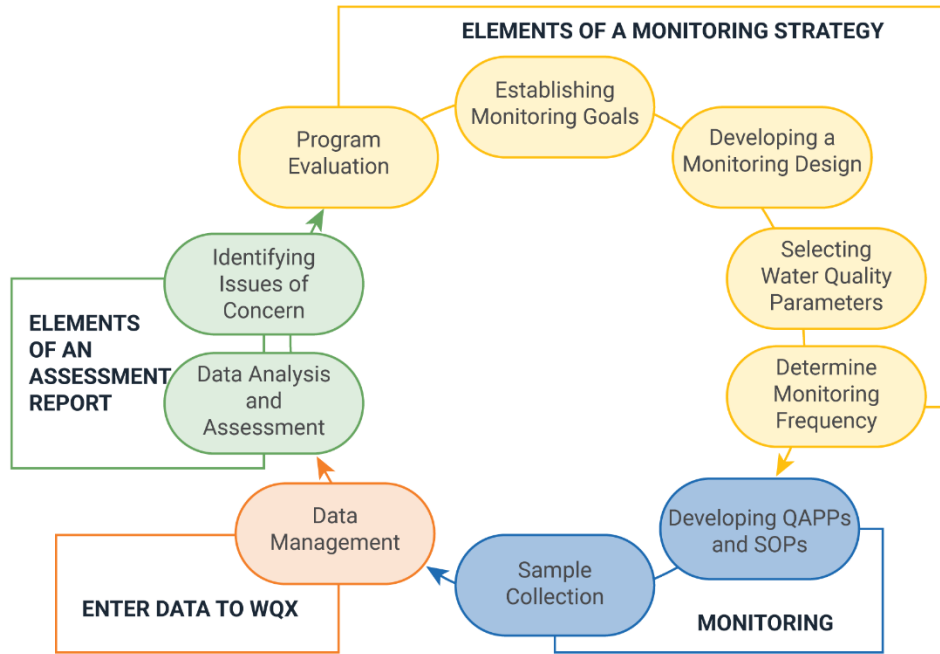 ELEMENTS OF A MONITORING STRATEGY
Establishing
Monitoring Goals
Developing a
Monitoring Design
Selecting
Water Quality
Parameters
Determine
Monitoring
Frequency
Developing QAPPs
and SOPs
MONITORING
Sample
Collection
Data
Management
ENTER DATA TO WQX
Data Analysis
and
Assessment
Identifying
Issues of
Concern
ELEMENTS
OF AN
ASSESSMENT
REPORT
Program
Evaluation